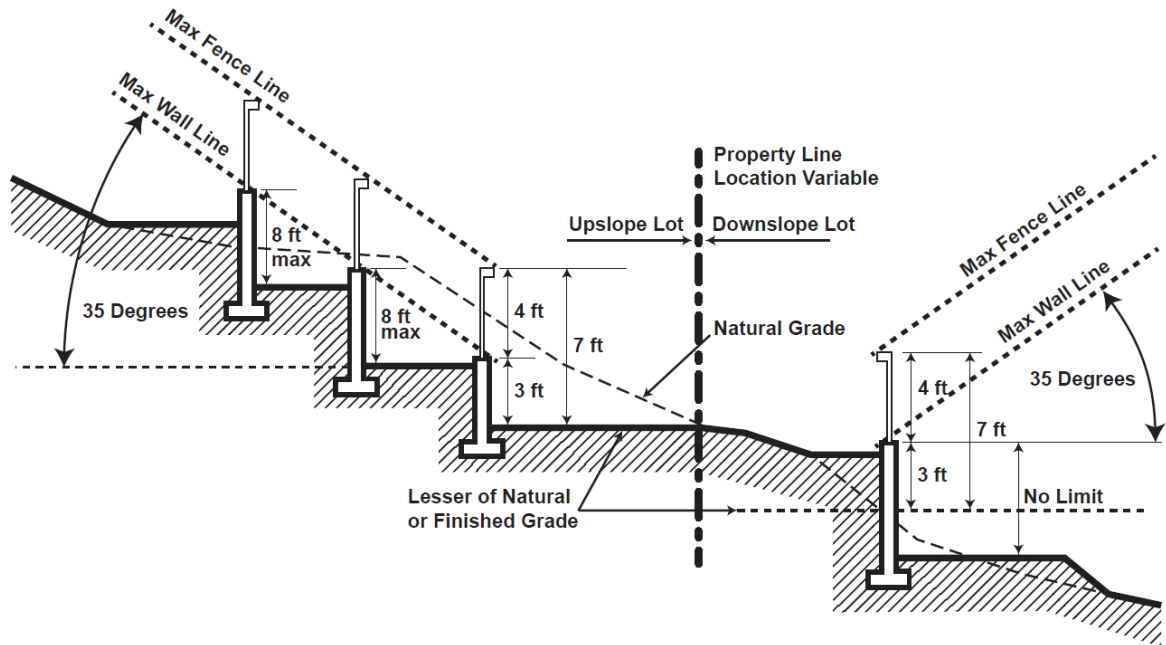 Max Fence Line
Max Wall Line
Property Line
Location Variable
Upslope Lot
Downslope Lot
Max Fence Line
Max Wall Line
8 ft
max
35 Degrees
8 ft
max
4 ft
7 ft
3 ft
Natural Grade
4 ft
35 Degrees
7 ft
3 ft
No Limit
Lesser of Natural
or Finished Grade